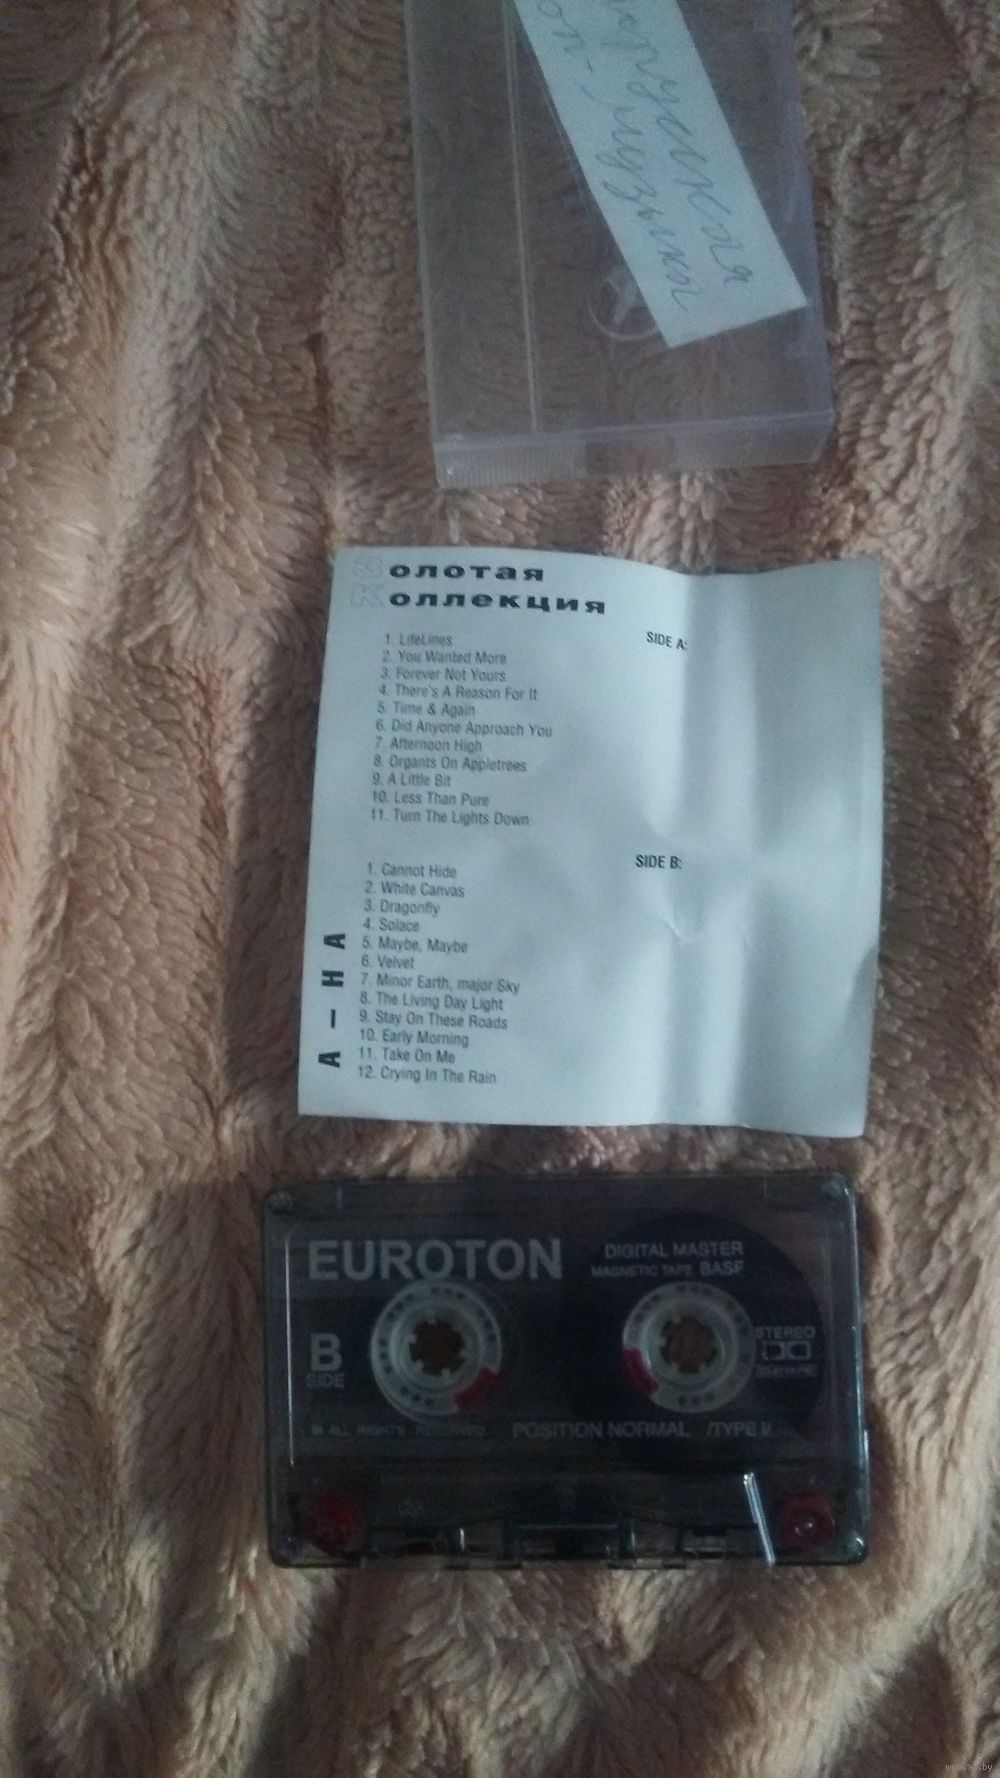 музыка
Золотая
Коллекция
SIDE A:
1. LifeLines
2. You Wanted More
3. Forever Not Yours
4. There's A Reason For It
5. Time & Again
6. Did Anyone Approach You
7. Afternoon High
8. Organts On Appletrees
9. A Little Bit
10. Less Than Pure
11. Turn The Lights Down
SIDE B:
1. Cannot Hide
2. White Canvas
3. Dragonfly
4. Solace
5. Maybe, Maybe
6. Velvet
7. Minor Earth, major Sky
8. The Living Day Light
9. Stay On These Roads
10. Early Morning
11. Take On Me
12. Crying In The Rain
A - H A
EUROTON
DIGITAL MASTER
MAGNETIC TAPE BASF
B
SIDE
STEREO
ALL RIGHTS RESERVED
POSITION NORMAL /TYPE I/